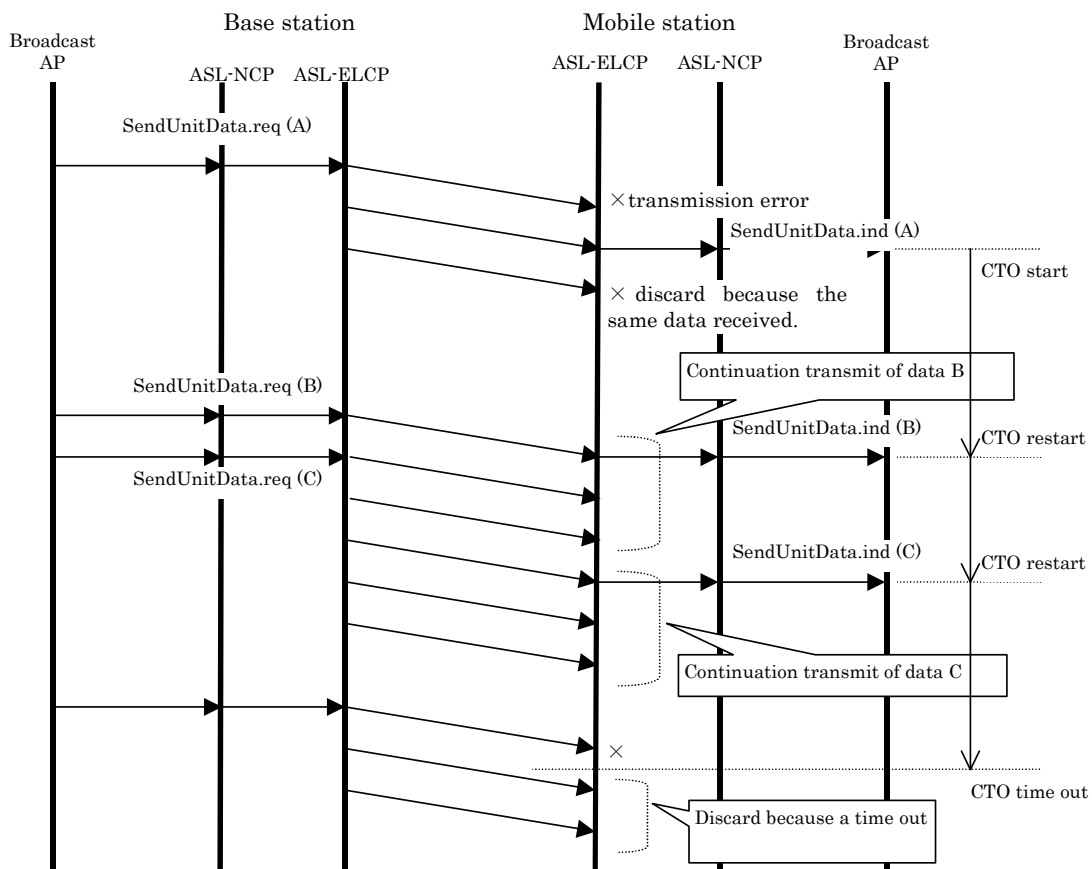 Base station
Mobile station
Broadcast
AP
ASL-NCP
ASL-ELCP
ASL-ELCP
ASL-NCP
Broadcast
AP
SendUnitData.req (A)
×transmission error
SendUnitData.ind (A)
CTO start
× discard because the
same data received.
Continuation transmit of data B
SendUnitData.req (B)
SendUnitData.ind (B)
CTO restart
SendUnitData.req (C)
SendUnitData.ind (C)
CTO restart
Continuation transmit of data C
×
CTO time out
Discard because a time out